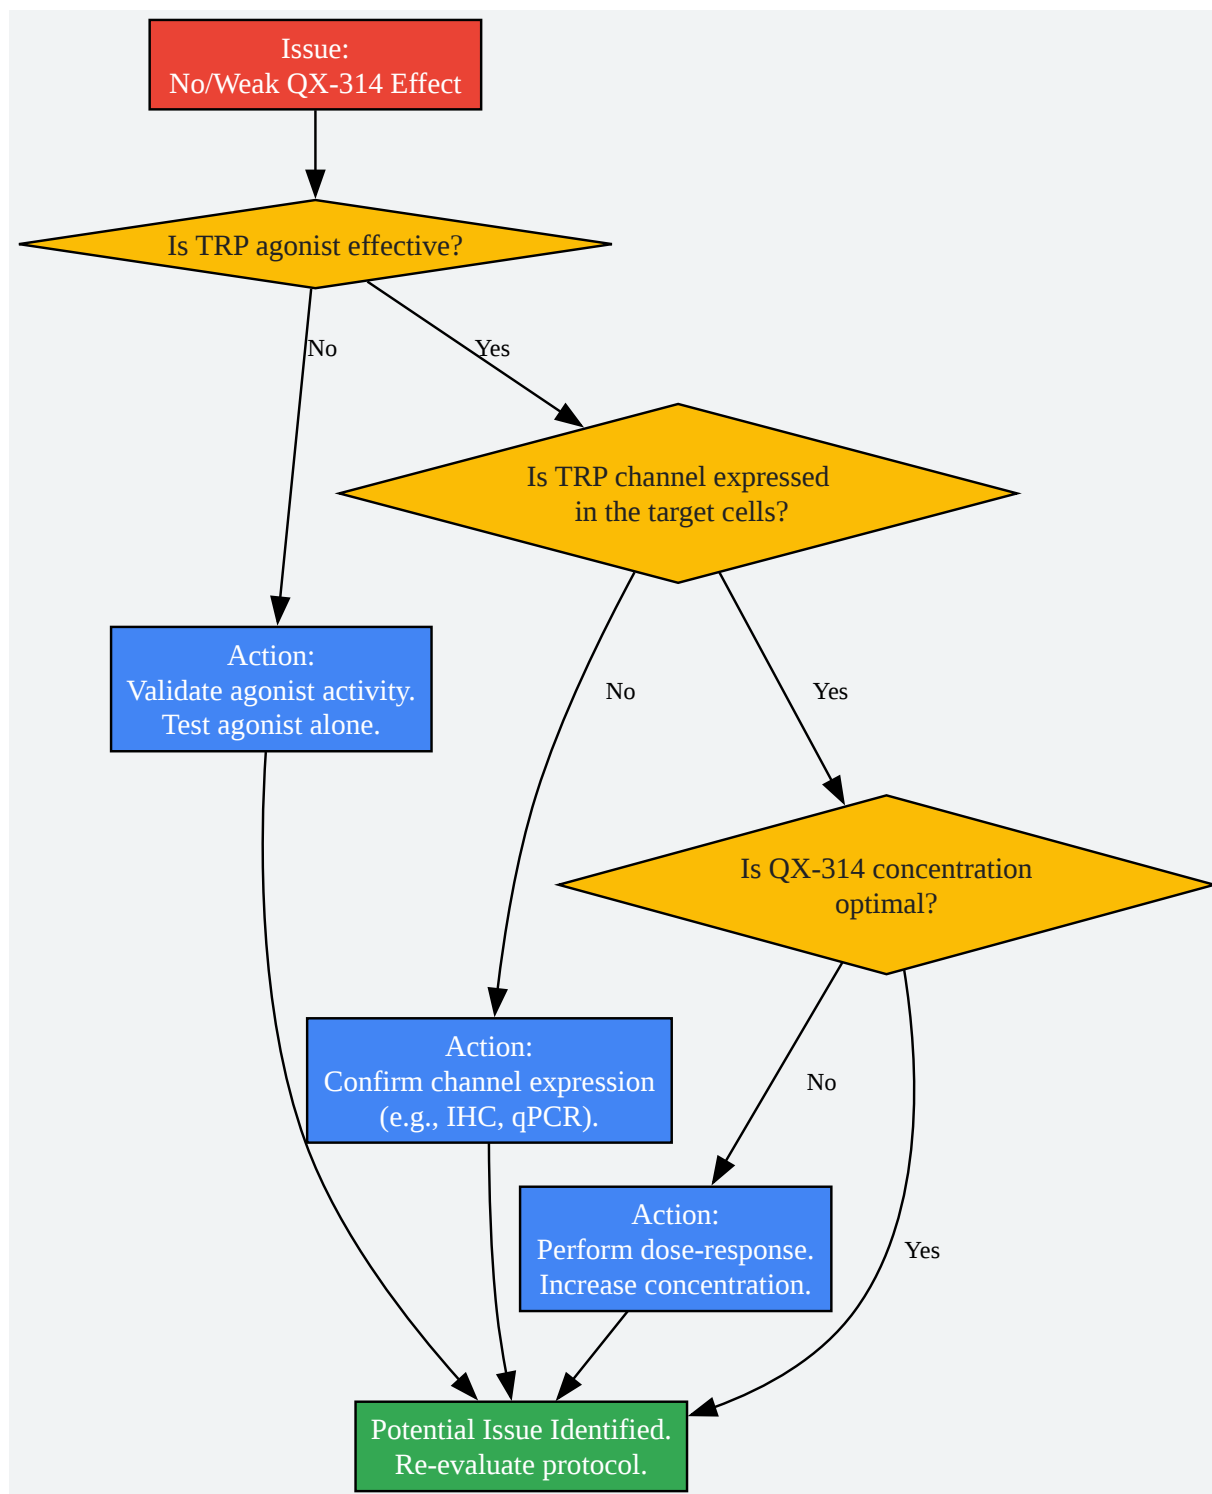 Issue:
No/Weak QX-314 Effect
Is TRP agonist effective?
No
Yes
Is TRP channel expressed
in the target cells?
Action:
Validate agonist activity.
Test agonist alone.
No
Yes
Is QX-314 concentration
optimal?
Action:
Confirm channel expression
(e.g., IHC, qPCR).
No
Action:
Perform dose-response.
Increase concentration.
Yes
Potential Issue Identified.
Re-evaluate protocol.